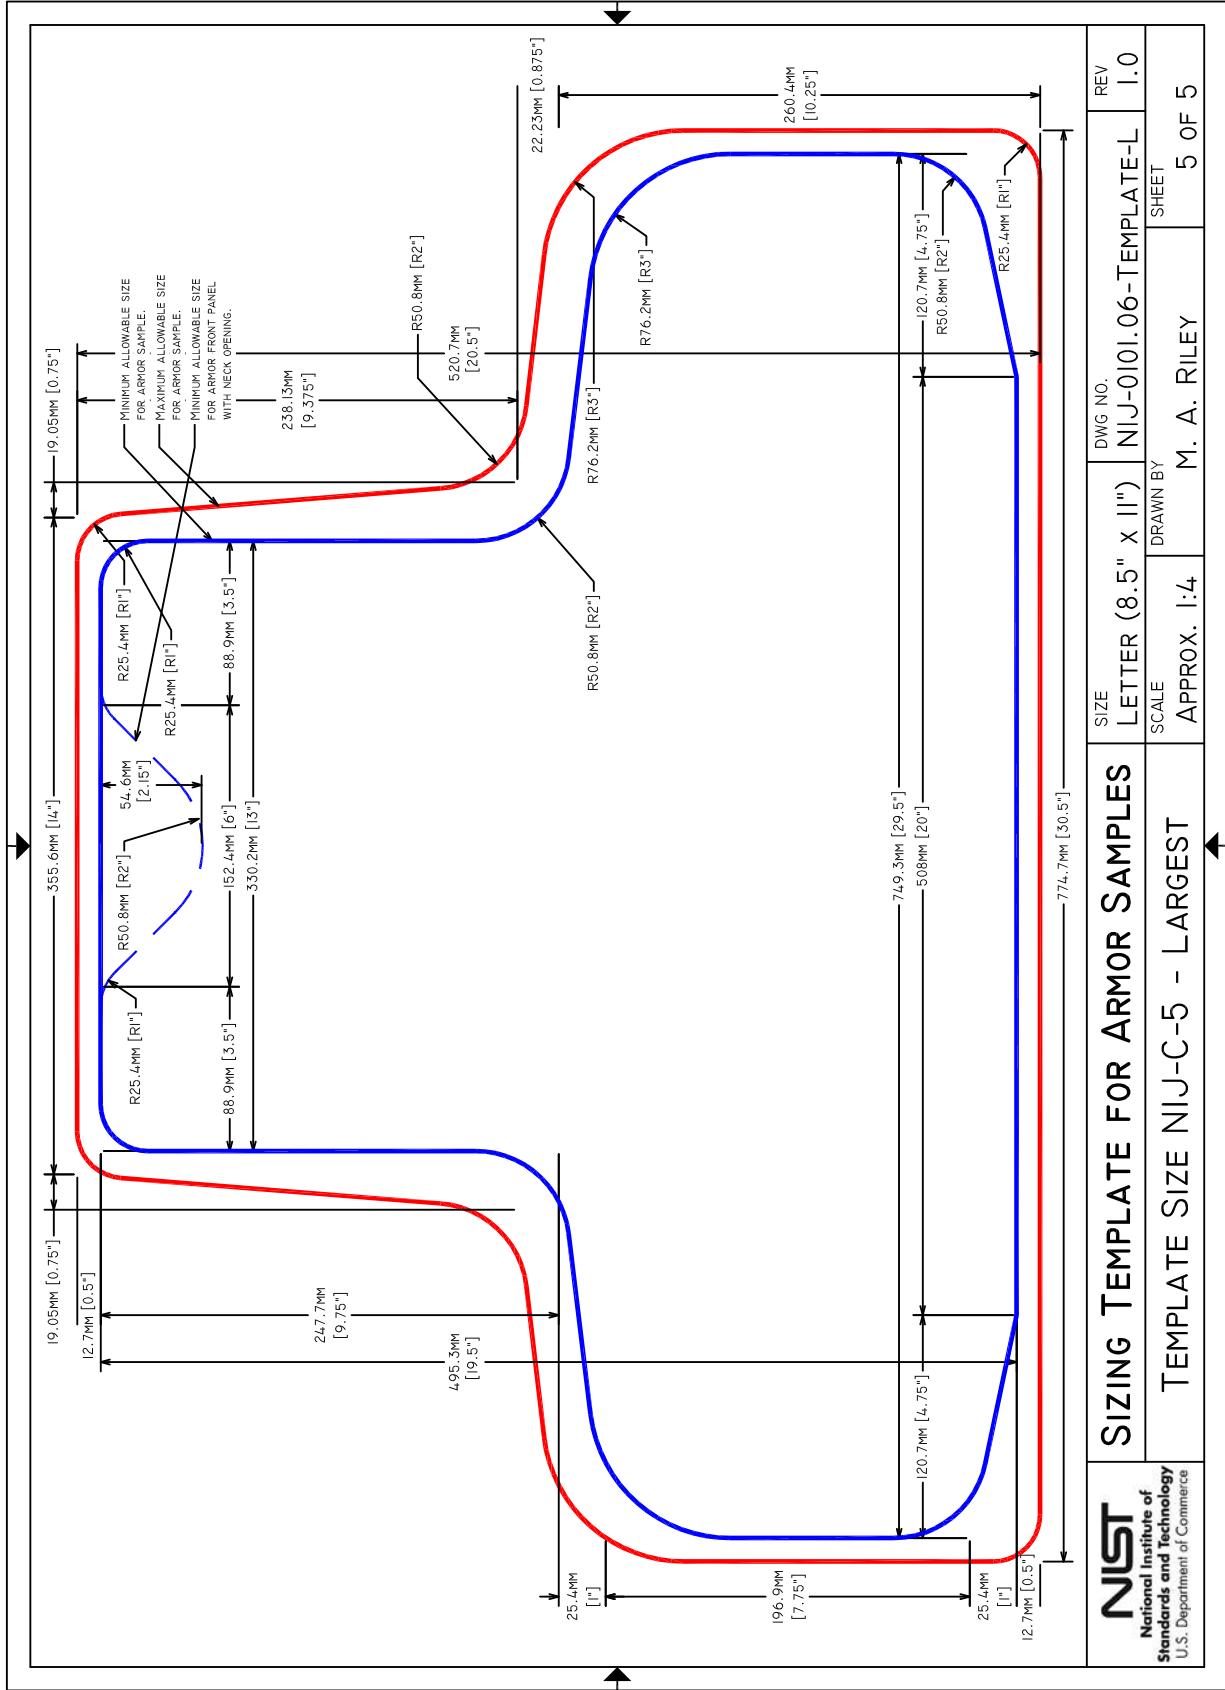 19.05MM [0.75"]
355.6MM [14"]
19.05MM [0.75"]
12.7MM [0.5"]
22.23MM [0.875"]
MINIMUM ALLOWABLE SIZE
FOR ARMOR SAMPLE.
MAXIMUM ALLOWABLE SIZE
FOR ARMOR SAMPLE.
MINIMUM ALLOWABLE SIZE
FOR ARMOR FRONT PANEL
WITH NECK OPENING.
238.13MM
[9.375"]
520.7MM
[20.5"]
260.4MM
[10.25"]
R50.8MM [R2"]
R25.4MM [R1"]
R25.4MM [R1"]
R25.4MM [R1"]
R50.8MM [R2"]
54.6MM
[2.15"]
88.9MM [3.5"]
152.4MM [6"]
88.9MM [3.5"]
330.2MM [13"]
R76.2MM [R3"]
R76.2MM [R3"]
R50.8MM [R2"]
R50.8MM [R2"]
R25.4MM [R1"]
247.7MM
[9.75"]
495.3MM
[19.5"]
25.4MM
[1"]
196.9MM
[7.75"]
25.4MM
[1"]
12.7MM [0.5"]
749.3MM [29.5"]
120.7MM [4.75"]
508MM [20"]
120.7MM [4.75"]
774.7MM [30.5"]
NIST
National Institute of
Standards and Technology
U.S. Department of Commerce
SIZING TEMPLATE FOR ARMOR SAMPLES
TEMPLATE SIZE NIJ-C-5 - LARGEST
SIZE
LETTER (8.5" X 11")
DWG NO.
NIJ-0101.06-TEMPLATE-L
REV
1.0
SCALE
APPROX. 1:4
DRAWN BY
M. A. RILEY
SHEET
5 OF 5